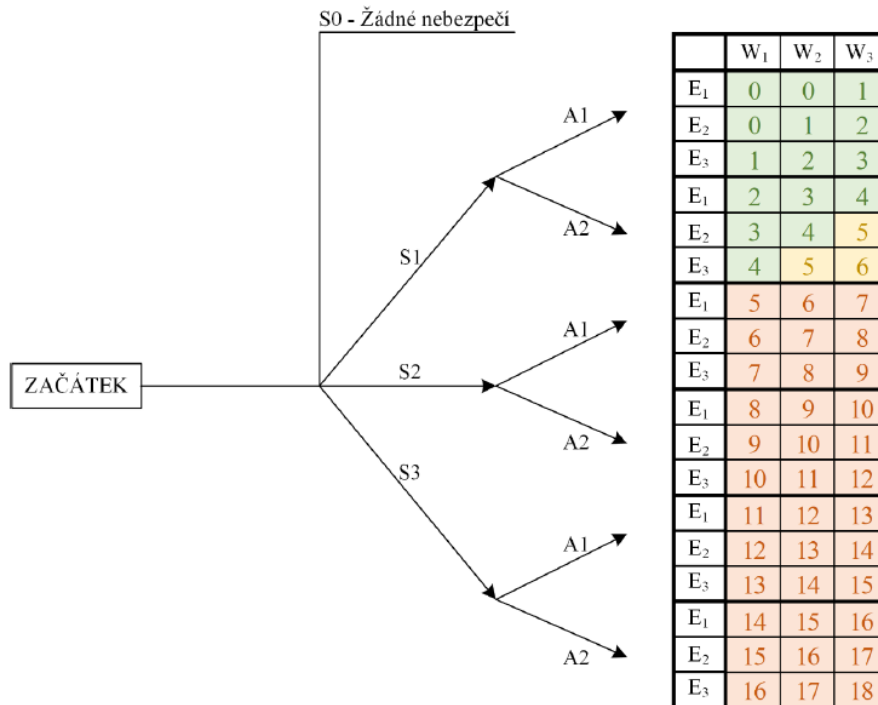 S0 - Žádné nebezpečí
W₁ W₂ W₃
E₁ 0 0 1
A1
E₂ 0 1 2
E₃ 1 2 3
E₁ 2 3 4
A2
E₂ 3 4 5
S1
E₃ 4 5 6
E₁ 5 6 7
A1
E₂ 6 7 8
ZAČÁTEK
S2
E₃ 7 8 9
E₁ 8 9 10
A2
E₂ 9 10 11
S3
E₃ 10 11 12
E₁ 11 12 13
A1
E₂ 12 13 14
E₃ 13 14 15
E₁ 14 15 16
A2
E₂ 15 16 17
E₃ 16 17 18